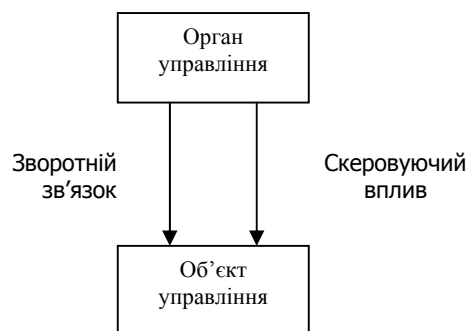 Орган
управління
Зворотній
зв’язок
Скеровуючий
вплив
Об’єкт
управління